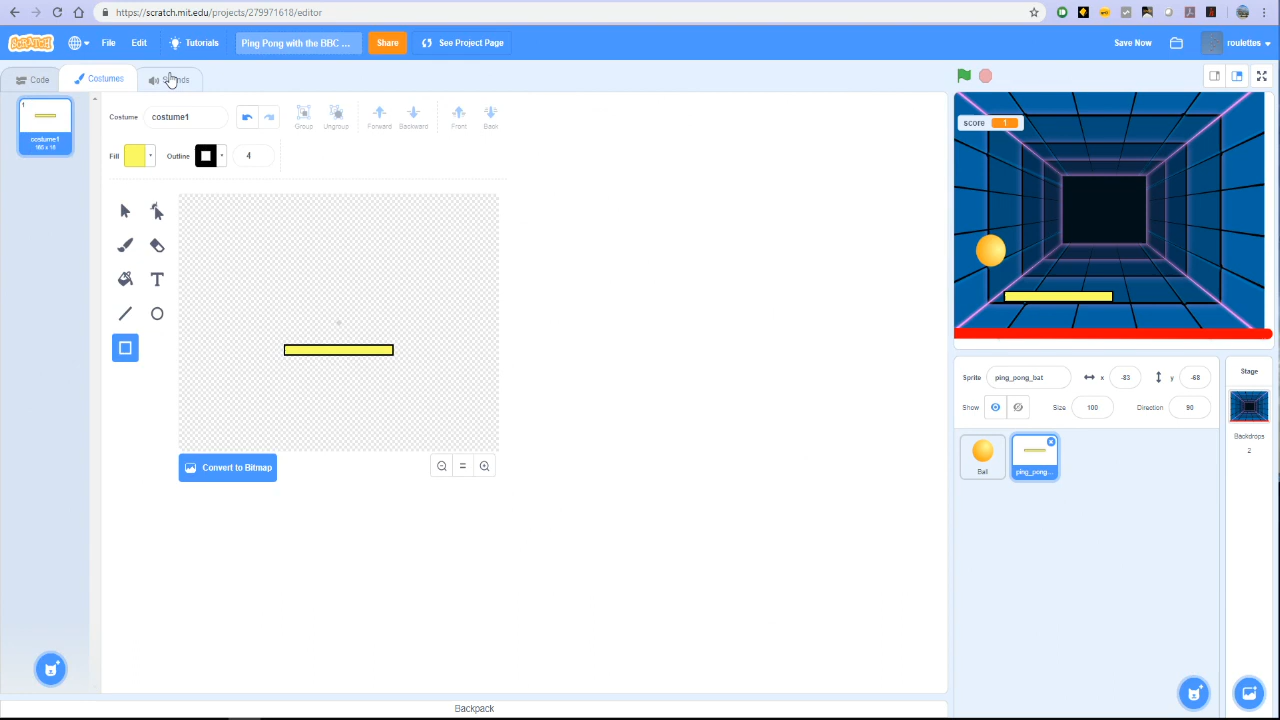 https://scratch.mit.edu/projects/279971618/editor
SCRATCH File Edit Tutorials Ping Pong with the BBC ... Share See Project Page Save Now roulettes
Code Costumes
1
costume1
Costume costume1 Group Ungroup Forward Backward Front Back
Fill Outline 4
score 1
Convert to Bitmap
Sprite ping_pong_bat x -83 y -68
Show Size 100 Direction 90
Ball
ping_pong...
Stage
Backdrops
2
Backpack